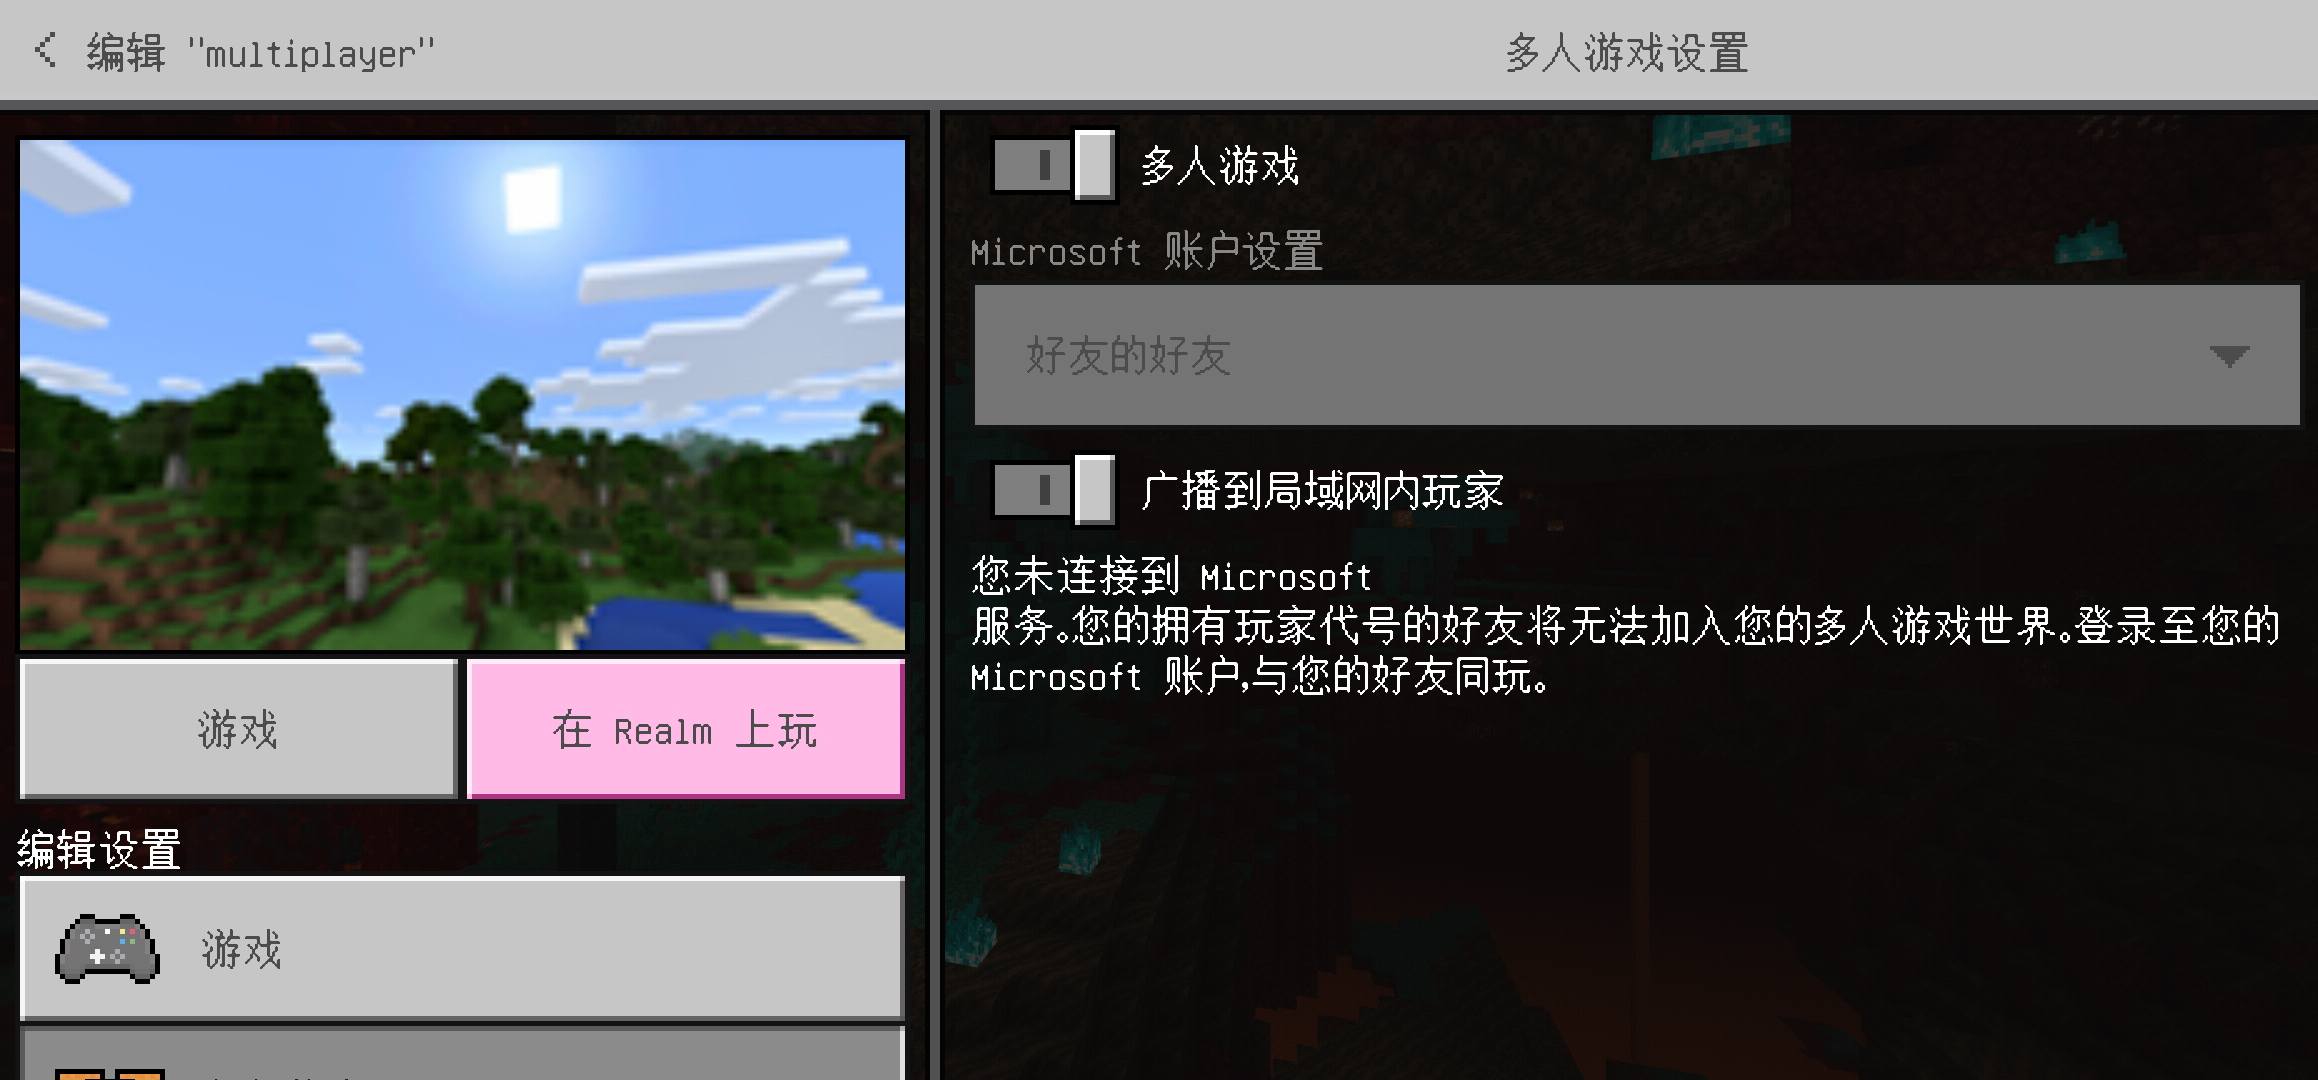 编辑 "multiplayer"
多人游戏设置
游戏
在 Realm 上玩
编辑设置
游戏
多人游戏
Microsoft 账户设置
好友的好友
广播到局域网内玩家
您未连接到 Microsoft
服务。您的拥有玩家代号的好友将无法加入您的多人游戏世界。登录至您的
Microsoft 账户，与您的好友同玩。